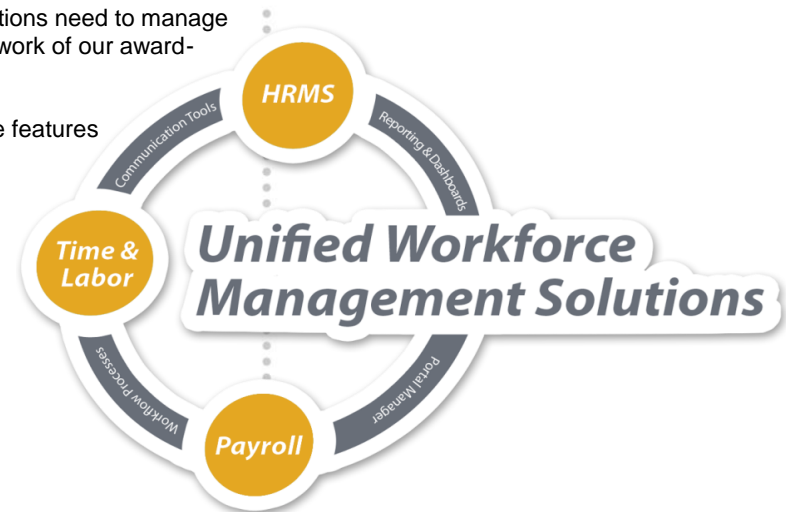 tions need to manage
work of our award-
e features
HRMS
Communication Tools
Reporting & Dashboards
Time &
Labor
Unified Workforce
Management Solutions
Workflow Processes
Portal Manager
Payroll